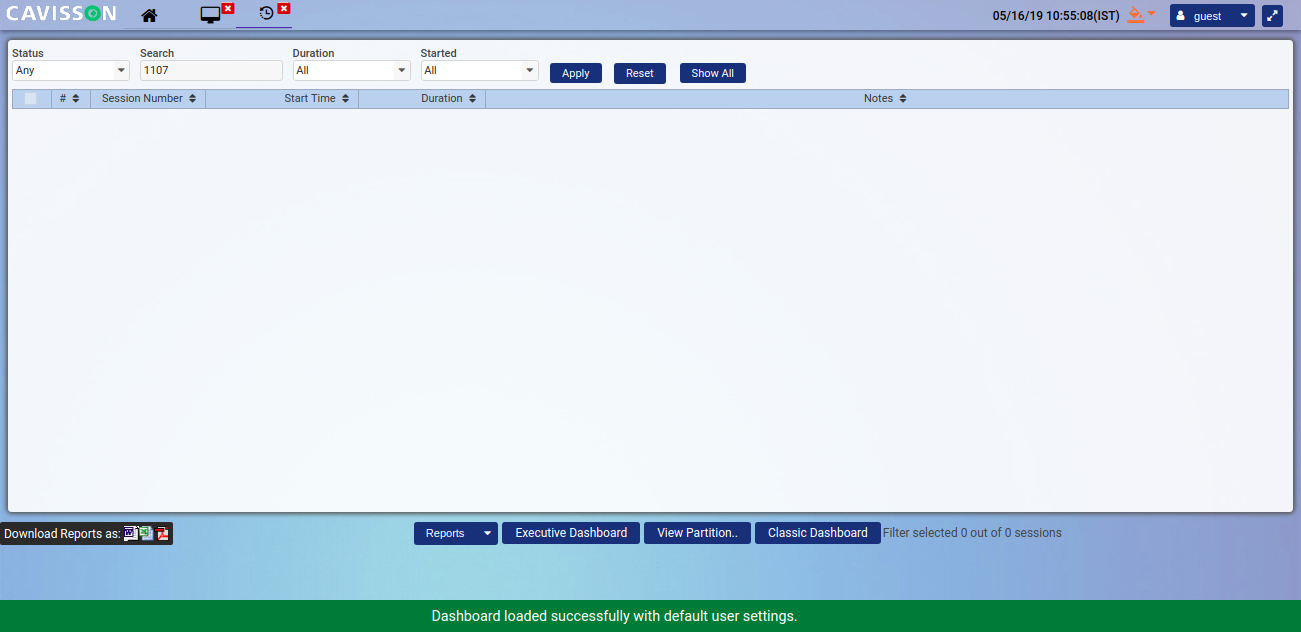 CAVISSON
05/16/19 10:55:08(IST)
guest
Status Search Duration Started
Any 1107 All All Apply Reset Show All
# Session Number Start Time Duration Notes
Download Reports as:
Reports Executive Dashboard View Partition.. Classic Dashboard Filter selected 0 out of 0 sessions
Dashboard loaded successfully with default user settings.